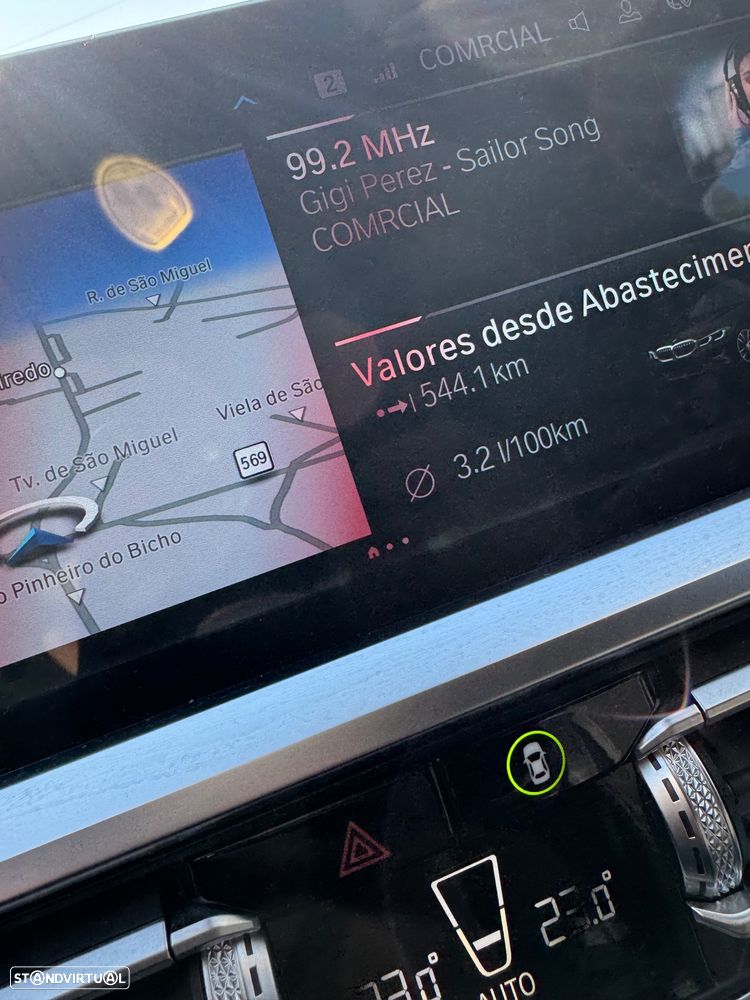 2
COMRCIAL
99.2 MHz
Gigi Perez - Sailor Song
COMRCIAL
R. de São Miguel
Viela de São
Tv. de São Miguel
569
Pinheiro do Bicho
Valores desde Abastecimen
544.1 km
3.2 l/100km
23.0°
AUTO
STANDVIRTUAL